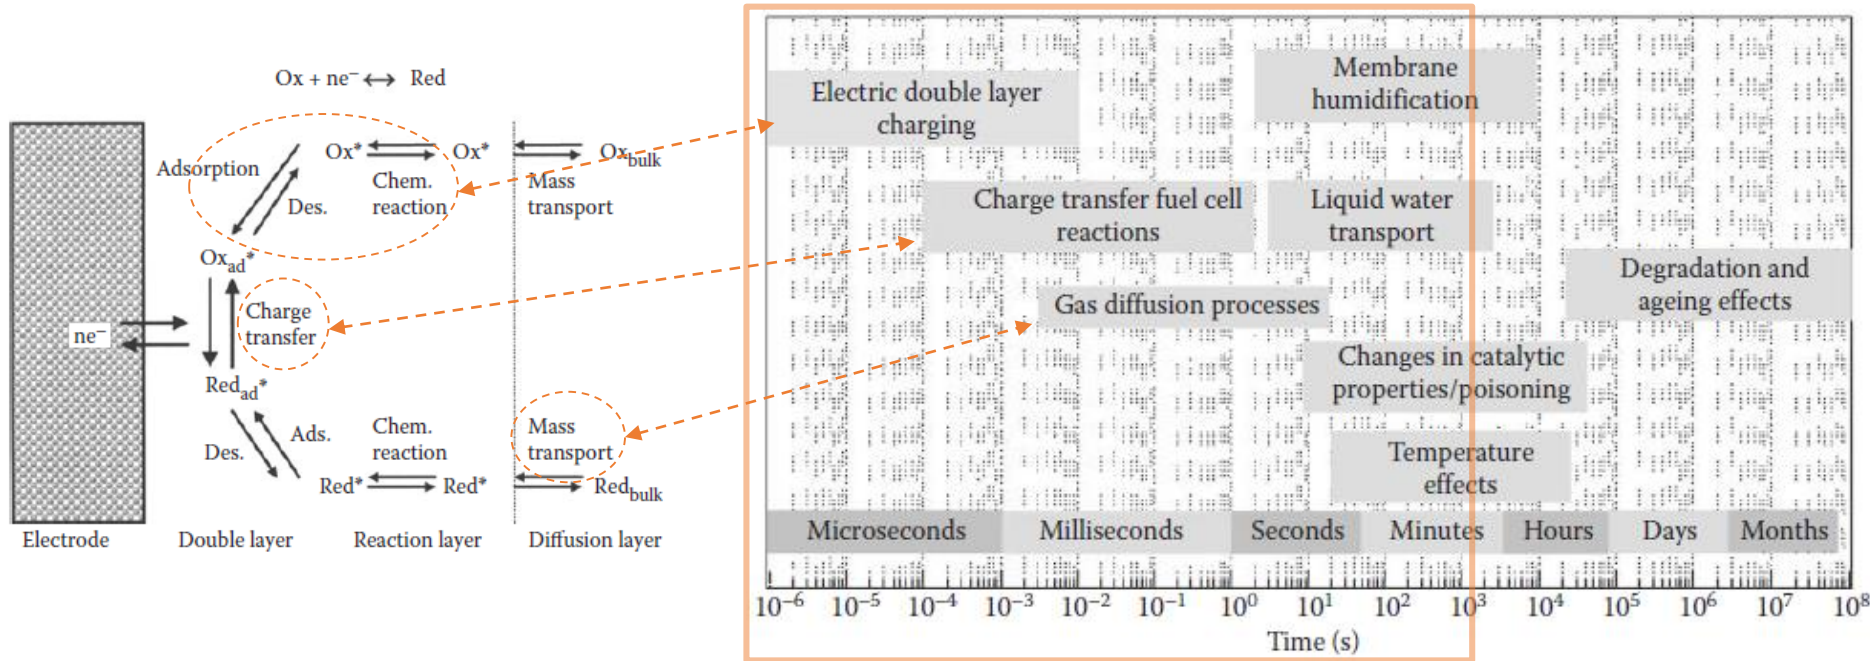 Ox + ne⁻ ↔ Red
Adsorption
Ox* Ox* Ox_bulk
Des.
Chem.
reaction
Mass
transport
Ox_ad*
Charge
transfer
ne⁻
Red_ad*
Des.
Ads.
Chem.
reaction
Mass
transport
Red* Red* Red_bulk
Electrode Double layer Reaction layer Diffusion layer
Electric double layer
charging
Membrane
humidification
Charge transfer fuel cell
reactions
Liquid water
transport
Degradation and
ageing effects
Gas diffusion processes
Changes in catalytic
properties/poisoning
Temperature
effects
Microseconds Milliseconds Seconds Minutes Hours Days Months
10⁻⁶ 10⁻⁵ 10⁻⁴ 10⁻³ 10⁻² 10⁻¹ 10⁰ 10¹ 10² 10³ 10⁴ 10⁵ 10⁶ 10⁷ 10⁸
Time (s)